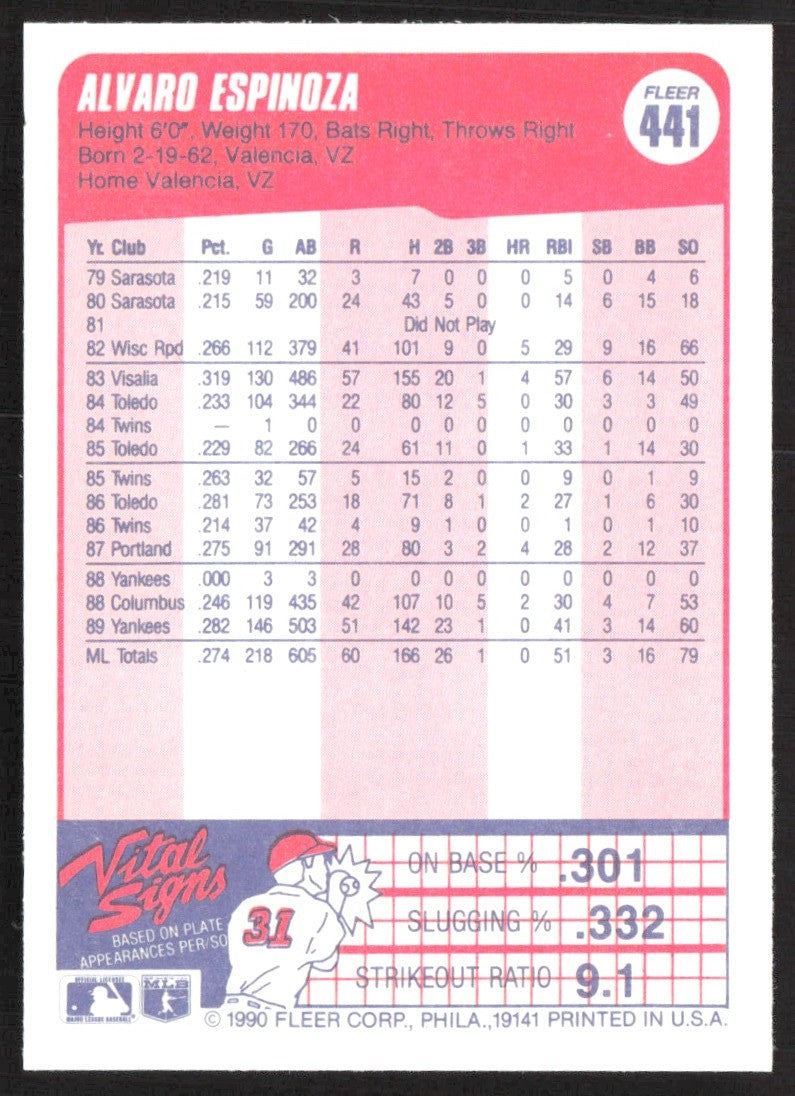 ALVARO ESPINOZA
FLEER
441
Height 6'0", Weight 170, Bats Right, Throws Right
Born 2-19-62, Valencia, VZ
Home Valencia, VZ
Yr. Club Pct. G AB R H 2B 3B HR RBI SB BB SO
79 Sarasota .219 11 32 3 7 0 0 0 5 0 4 6
80 Sarasota .215 59 200 24 43 5 0 0 14 6 15 18
81 Did Not Play
82 Wisc Rpd .266 112 379 41 101 9 0 5 29 9 16 66
83 Visalia .319 130 486 57 155 20 1 4 57 6 14 50
84 Toledo .233 104 344 22 80 12 5 0 30 3 3 49
84 Twins — 1 0 0 0 0 0 0 0 0 0 0
85 Toledo .229 82 266 24 61 11 0 1 33 1 14 30
85 Twins .263 32 57 5 15 2 0 0 9 0 1 9
86 Toledo .281 73 253 18 71 8 1 2 27 1 6 30
86 Twins .214 37 42 4 9 1 0 0 1 0 1 10
87 Portland .275 91 291 28 80 3 2 4 28 2 12 37
88 Yankees .000 3 3 0 0 0 0 0 0 0 0 0
88 Columbus .246 119 435 42 107 10 5 2 30 4 7 53
89 Yankees .282 146 503 51 142 23 1 0 41 3 14 60
ML Totals .274 218 605 60 166 26 1 0 51 3 16 79
Vital
Signs
BASED ON PLATE
APPEARANCES PER/SO
31
ON BASE % .301
SLUGGING % .332
STRIKEOUT RATIO 9.1
OFFICIAL LICENSEE
MAJOR LEAGUE BASEBALL
MLB
© 1990 FLEER CORP., PHILA.,19141 PRINTED IN U.S.A.